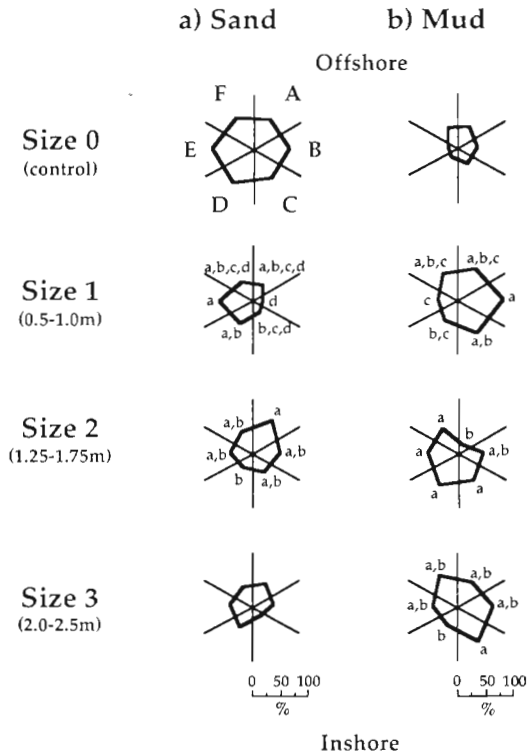 a) Sand b) Mud
Offshore
F A
Size 0
(control)
E B
D C
a,b,c,d a,b,c,d a,b,c a,b,c
Size 1
(0.5-1.0m)
a d c a
a,b b,c,d b,c a,b
a,b a a b
Size 2
(1.25-1.75m)
a,b a,b a a,b
b a,b a a
a,b a,b
Size 3
(2.0-2.5m)
a,b a,b
b a
0 50 100 0 50 100
% %
Inshore